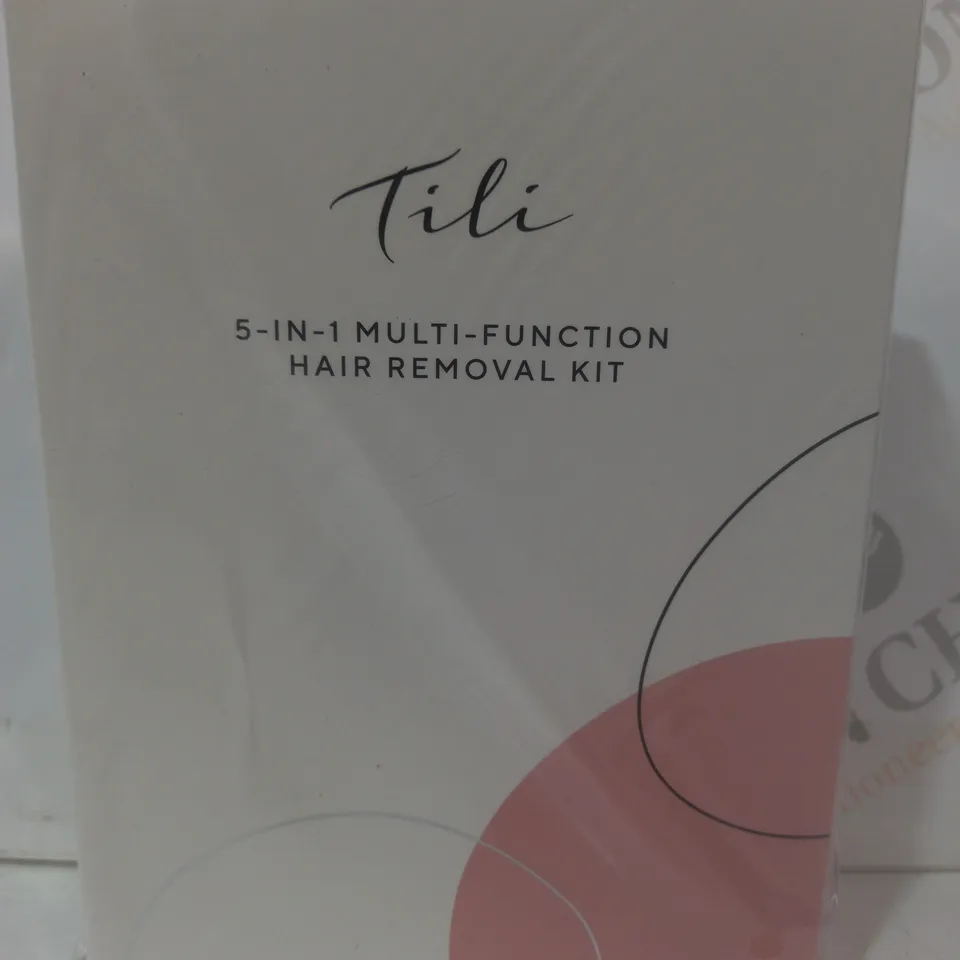 Tili
5-IN-1 MULTI-FUNCTION
HAIR REMOVAL KIT